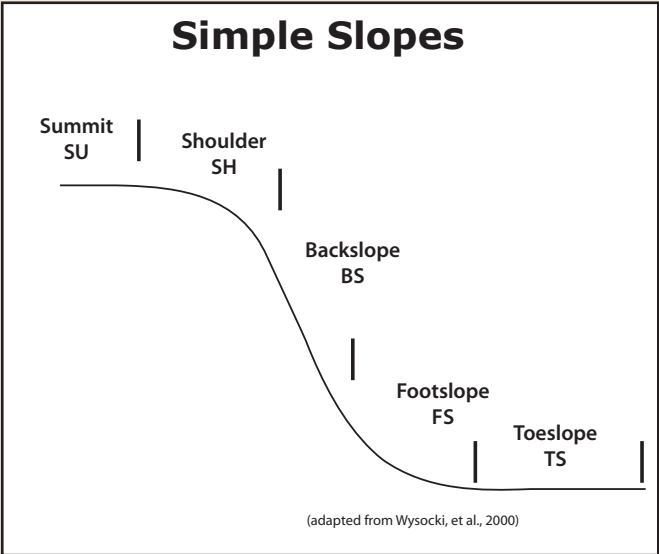 Simple Slopes
Summit
SU
Shoulder
SH
Backslope
BS
Footslope
FS
Toeslope
TS
(adapted from Wysocki, et al., 2000)